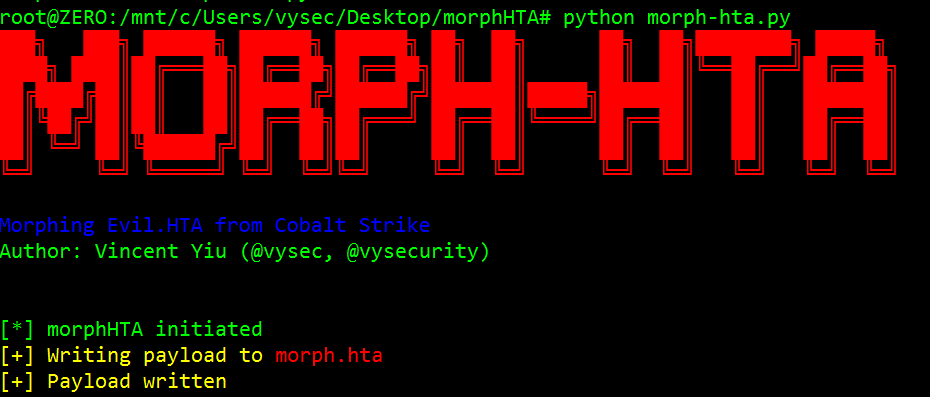 root@ZERO:/mnt/c/Users/vysec/Desktop/morphHTA# python morph-hta.py
MORPH-HTA
Morphing Evil.HTA from Cobalt Strike
Author: Vincent Yiu (@vysec, @vysecurity)
[*] morphHTA initiated
[+] Writing payload to morph.hta
[+] Payload written